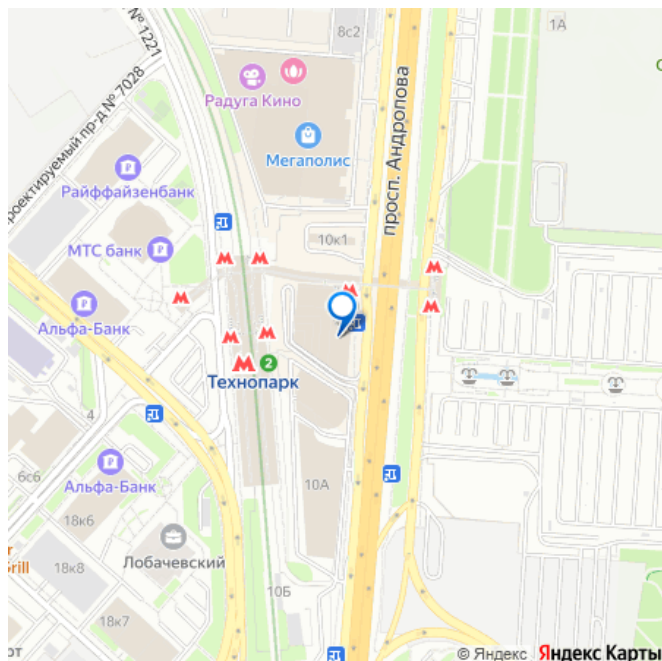 8с2
1А
№ 1221
проектируемый пр-д № 7028
Радуга Кино
Мегаполис
просп. Андропова
Райффайзенбанк
МТС банк
10к1
Альфа-Банк
2
Технопарк
4
6с6
Альфа-Банк
10А
18к6
Лобачевский
18к8
10Б
18к7
© Яндекс Яндекс Карты